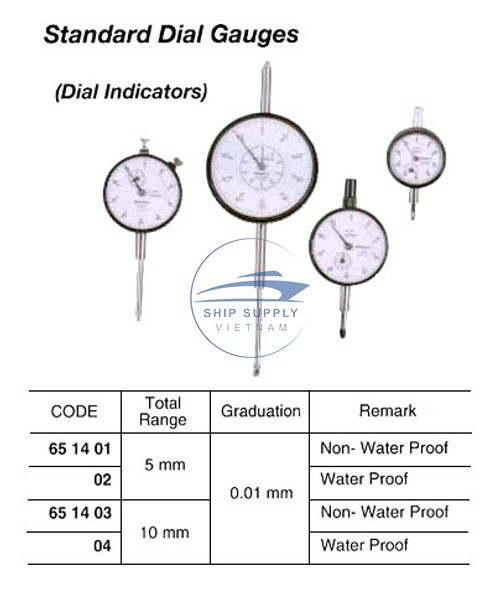 Standard Dial Gauges
(Dial Indicators)
SHIP SUPPLY
VIETNAM
CODE Total Range Graduation Remark
65 14 01 5 mm 0.01 mm Non- Water Proof
02 Water Proof
65 14 03 10 mm Non- Water Proof
04 Water Proof